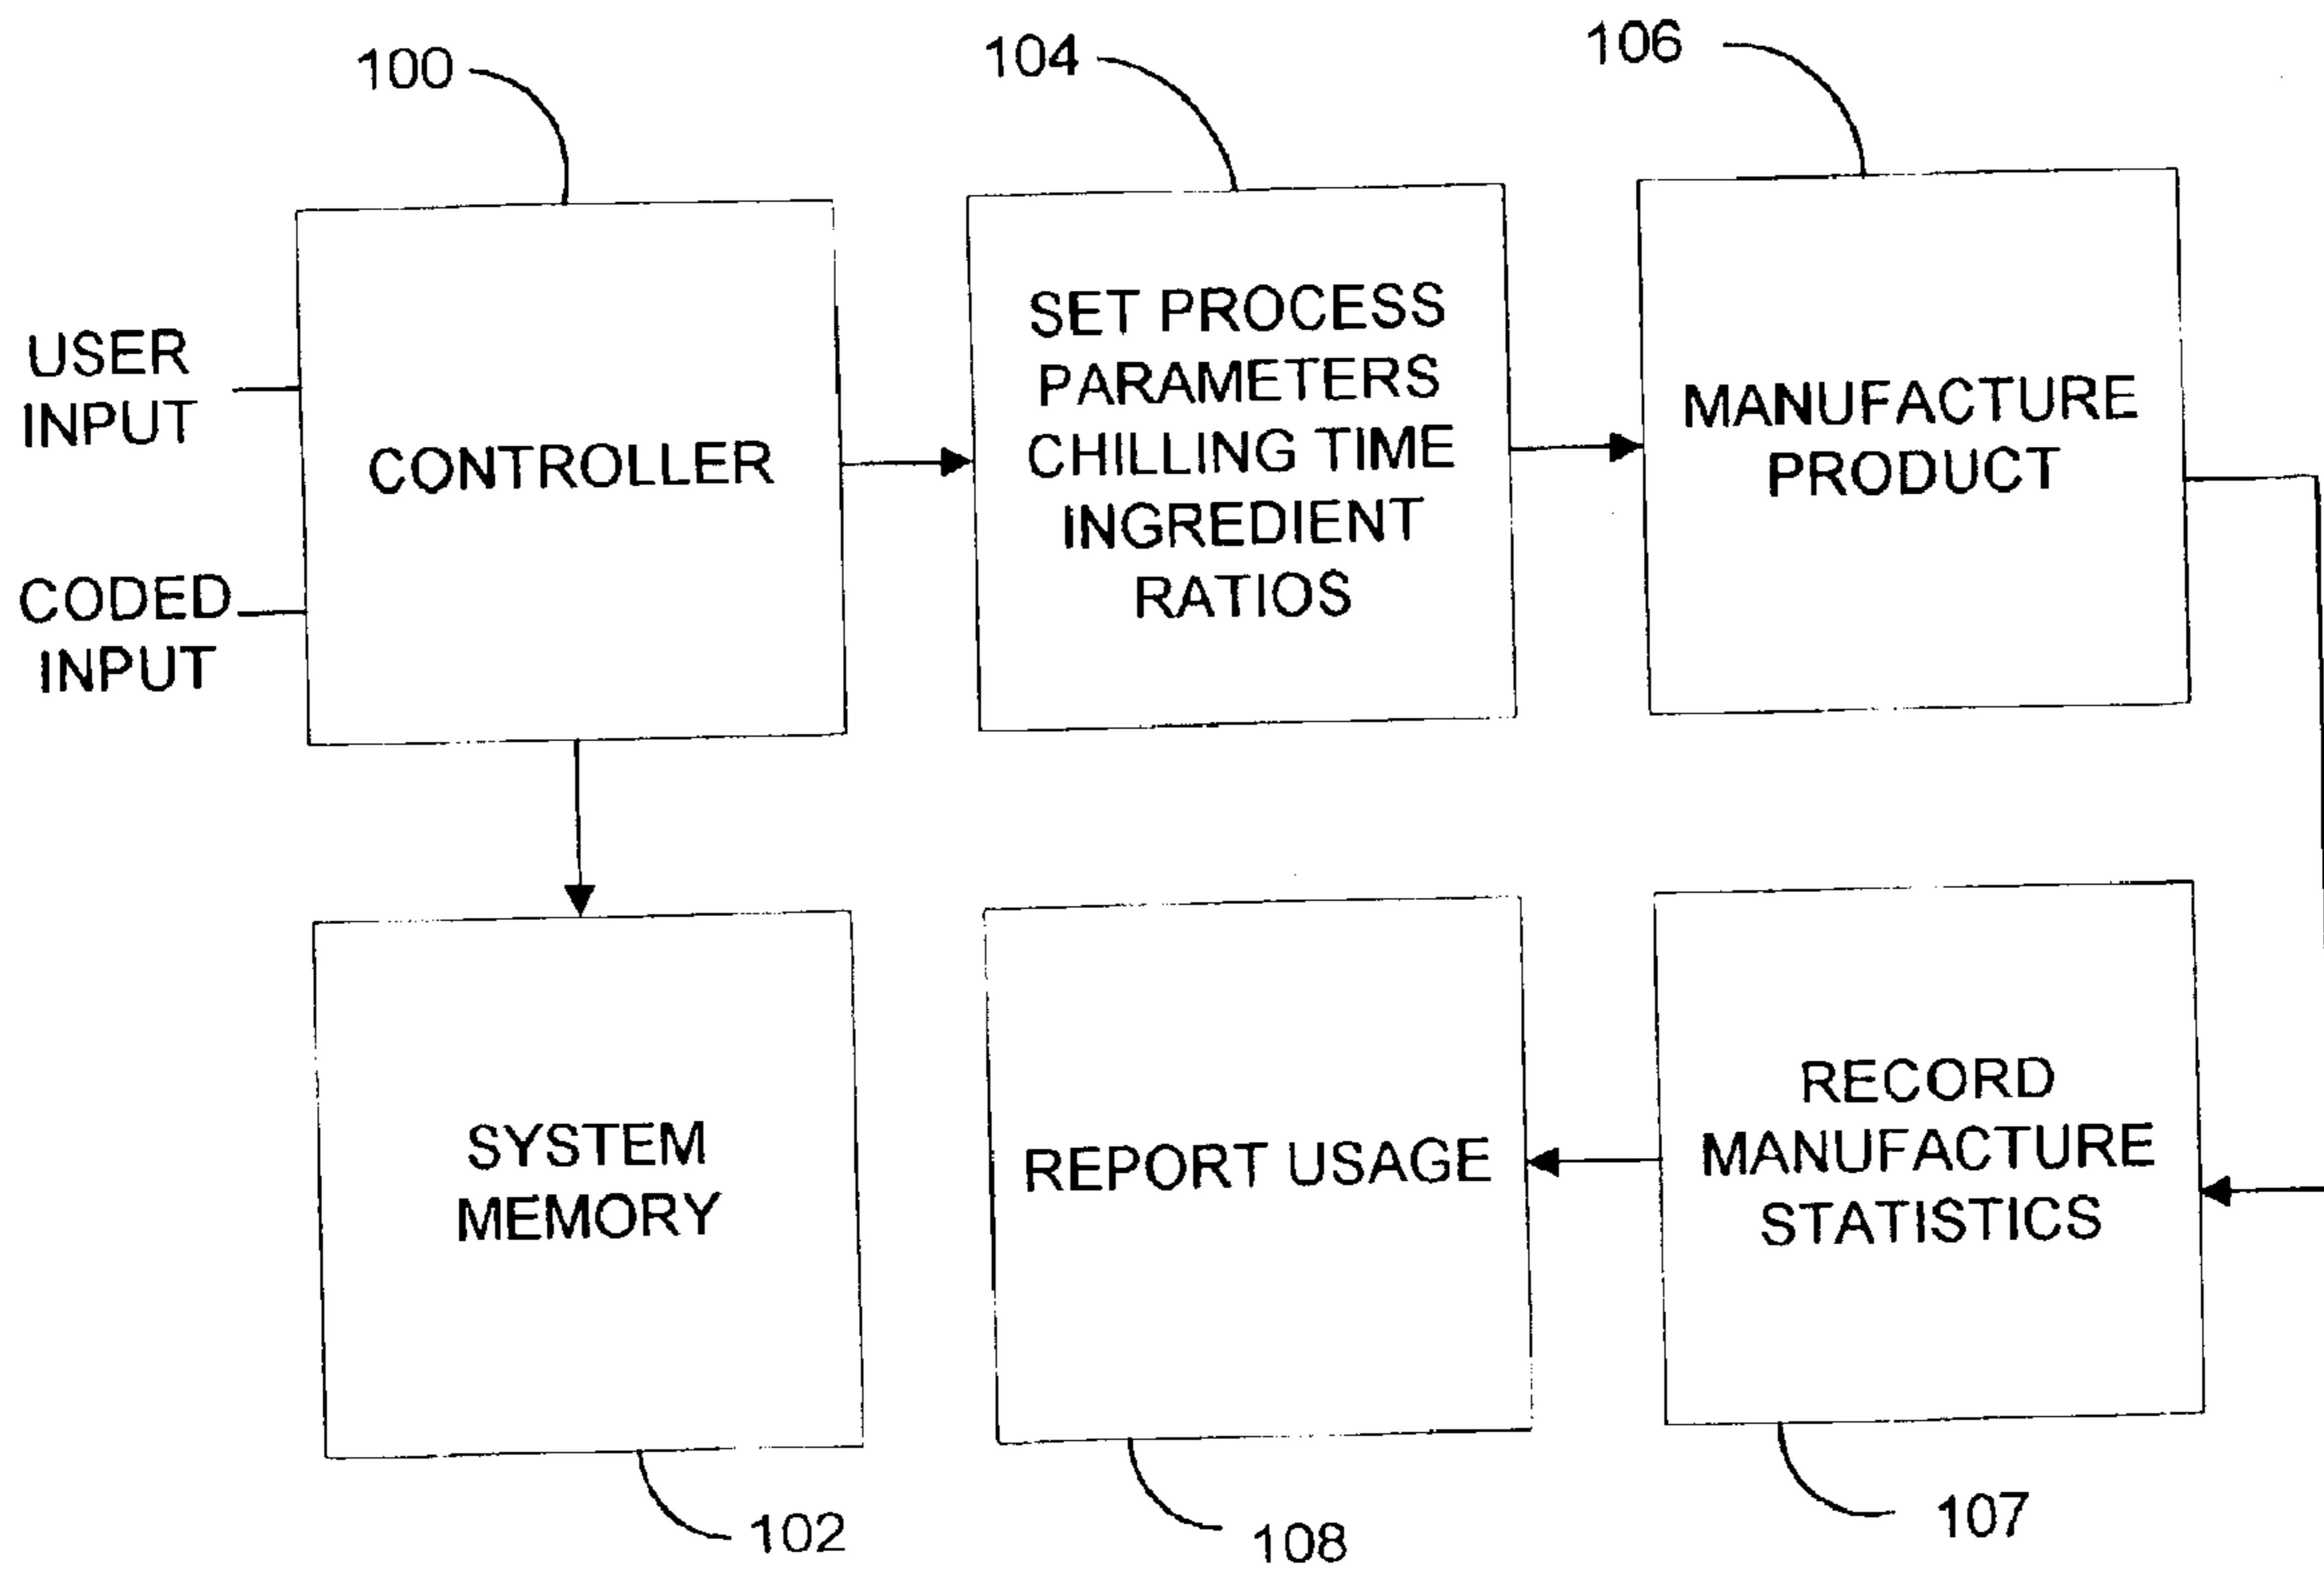 100
104
106
USER
INPUT
CODED
INPUT
CONTROLLER
SET PROCESS
PARAMETERS
CHILLING TIME
INGREDIENT
RATIOS
MANUFACTURE
PRODUCT
SYSTEM
MEMORY
REPORT USAGE
RECORD
MANUFACTURE
STATISTICS
102
108
107